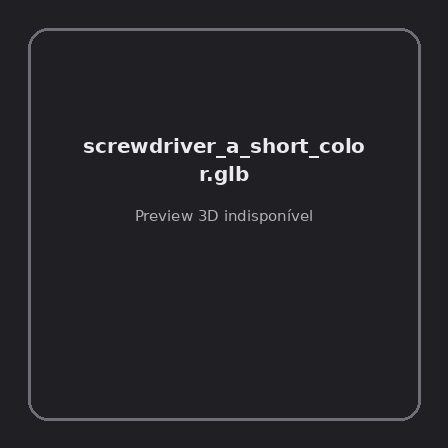 screwdriver_a_short_colo
r.glb
Preview 3D indisponível